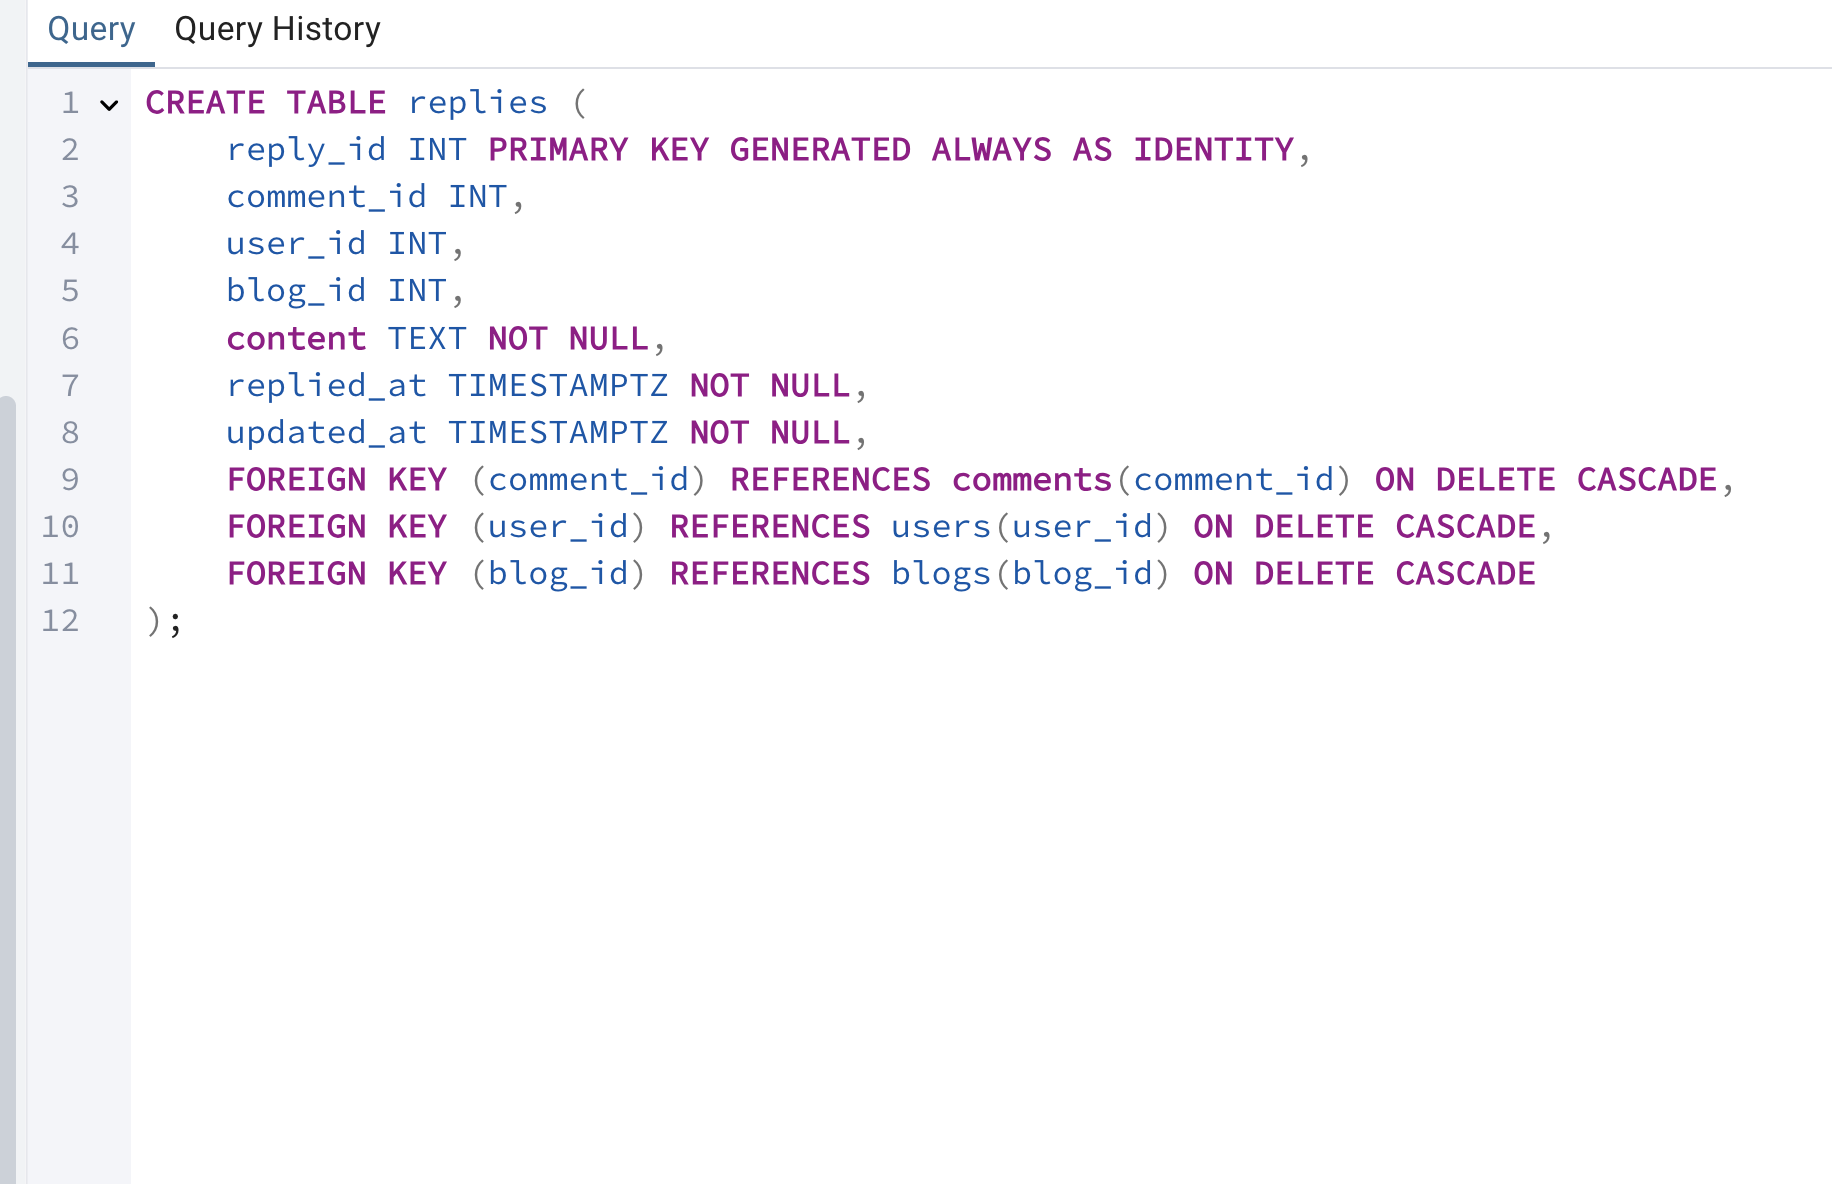 Query Query History
1 CREATE TABLE replies (
2 reply_id INT PRIMARY KEY GENERATED ALWAYS AS IDENTITY,
3 comment_id INT,
4 user_id INT,
5 blog_id INT,
6 content TEXT NOT NULL,
7 replied_at TIMESTAMPTZ NOT NULL,
8 updated_at TIMESTAMPTZ NOT NULL,
9 FOREIGN KEY (comment_id) REFERENCES comments(comment_id) ON DELETE CASCADE,
10 FOREIGN KEY (user_id) REFERENCES users(user_id) ON DELETE CASCADE,
11 FOREIGN KEY (blog_id) REFERENCES blogs(blog_id) ON DELETE CASCADE
12 );